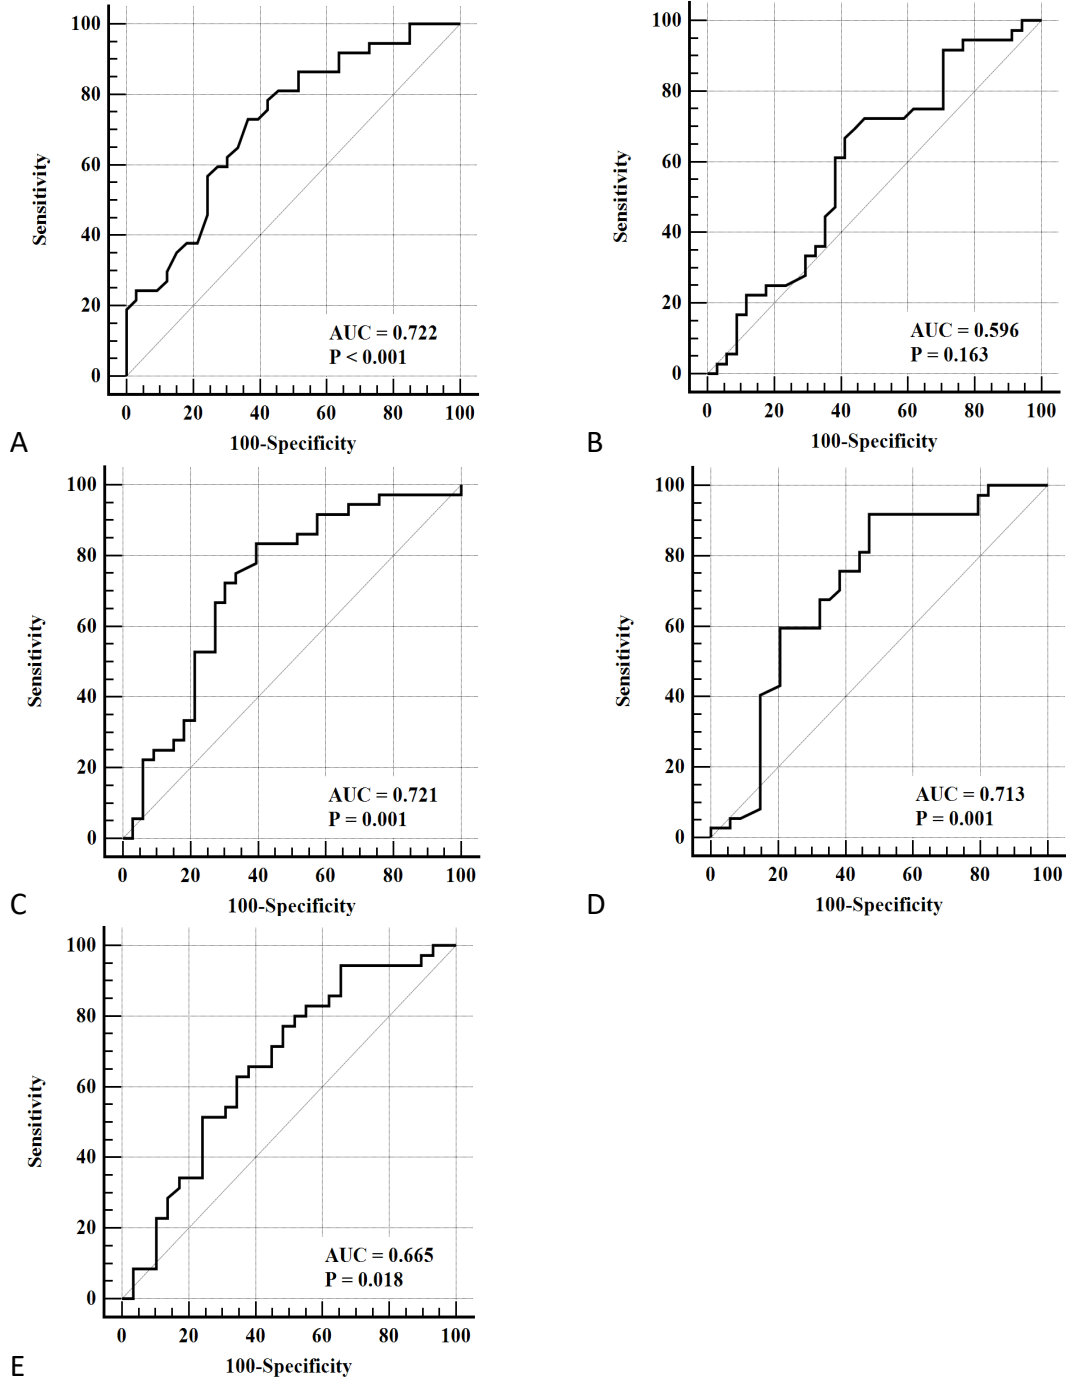 100
80
60
40
20
0
Sensitivity
AUC = 0.722
P < 0.001
0 20 40 60 80 100
100-Specificity
A
100
80
60
40
20
0
Sensitivity
AUC = 0.596
P = 0.163
0 20 40 60 80 100
100-Specificity
B
100
80
60
40
20
0
Sensitivity
AUC = 0.721
P = 0.001
0 20 40 60 80 100
100-Specificity
C
100
80
60
40
20
0
Sensitivity
AUC = 0.713
P = 0.001
0 20 40 60 80 100
100-Specificity
D
100
80
60
40
20
0
Sensitivity
AUC = 0.665
P = 0.018
0 20 40 60 80 100
100-Specificity
E